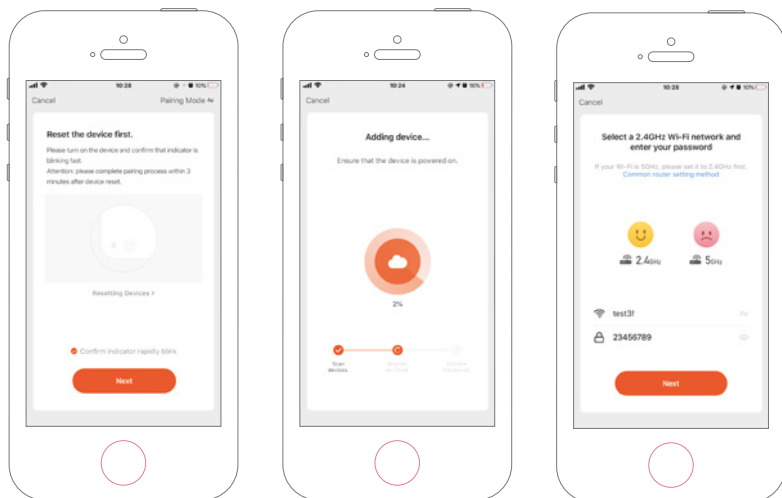 10:28
10%
Cancel
Pairing Mode
Reset the device first.
Please turn on the device and confirm that indicator is
blinking fast.
Attention: please complete pairing process within 3
minutes after device reset.
Resetting Devices >
Confirm indicator rapidly blink
Next
10:24
16%
Cancel
Adding device...
Ensure that the device is powered on.
2%
Scan
devices.
10:28
10%
Cancel
Select a 2.4GHz Wi-Fi network and
enter your password
If your Wi-Fi is 5GHz, please set it to 2.4GHz first.
Common router setting method
2.4GHz
5GHz
test3f
23456789
Next